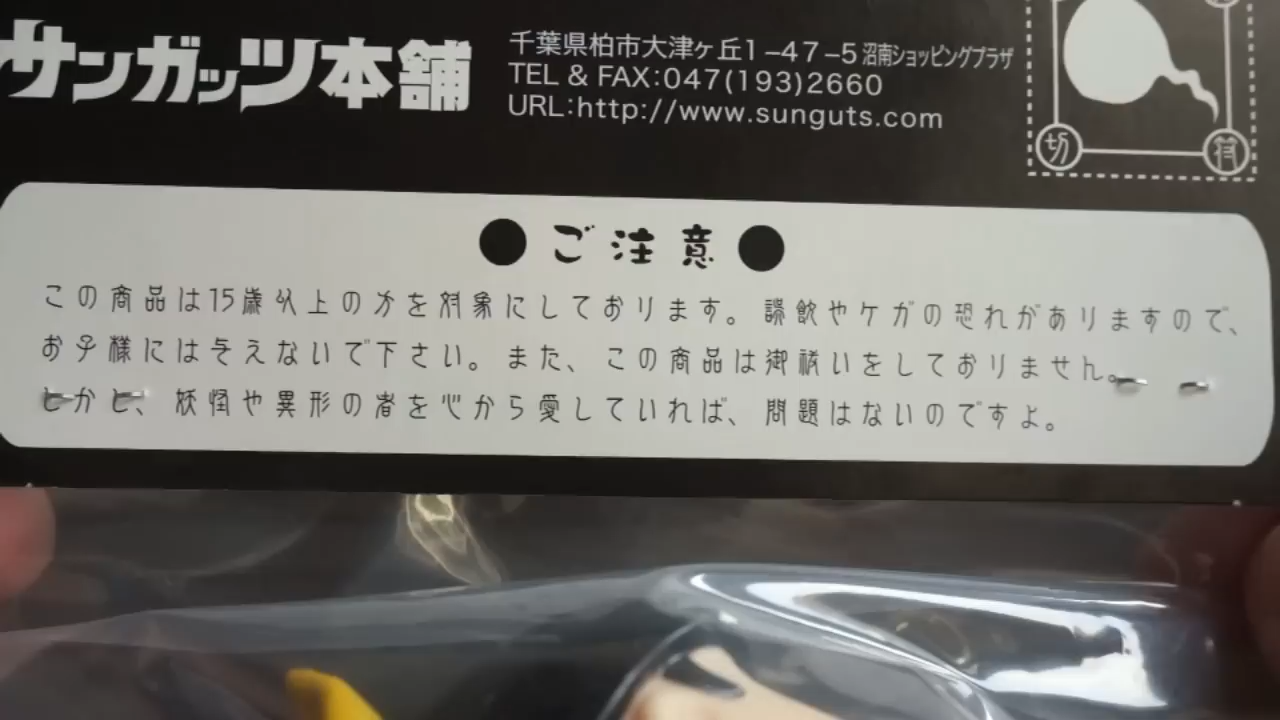 サンガッツ本舗
千葉県柏市大津ヶ丘1-47-5沼南ショッピングプラザ
TEL & FAX:047(193)2660
URL:http://www.sunguts.com
切
符
●ご注意●
この商品は15歳以上の方を対象にしております。誤飲やケガの恐れがありますので、
お子様には与えないで下さい。また、この商品は御祓いをしておりません。
とかと、妖怪や異形の者を心から愛していれば、問題はないのですよ。